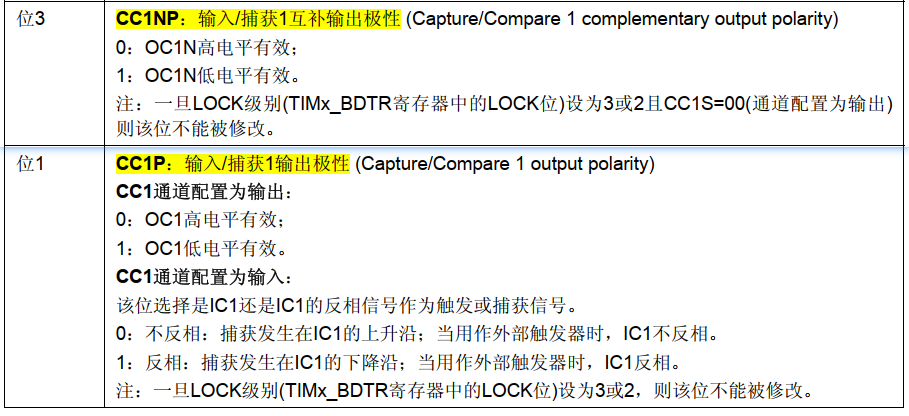 位3
CC1NP：输入/捕获1互补输出极性 (Capture/Compare 1 complementary output polarity)
0：OC1N高电平有效；
1：OC1N低电平有效。
注：一旦LOCK级别(TIMx_BDTR寄存器中的LOCK位)设为3或2且CC1S=00(通道配置为输出)
则该位不能被修改。
位1
CC1P：输入/捕获1输出极性 (Capture/Compare 1 output polarity)
CC1通道配置为输出：
0：OC1高电平有效；
1：OC1低电平有效。
CC1通道配置为输入：
该位选择是IC1还是IC1的反相信号作为触发或捕获信号。
0：不反相：捕获发生在IC1的上升沿；当用作外部触发器时，IC1不反相。
1：反相：捕获发生在IC1的下降沿；当用作外部触发器时，IC1反相。
注：一旦LOCK级别(TIMx_BDTR寄存器中的LOCK位)设为3或2，则该位不能被修改。